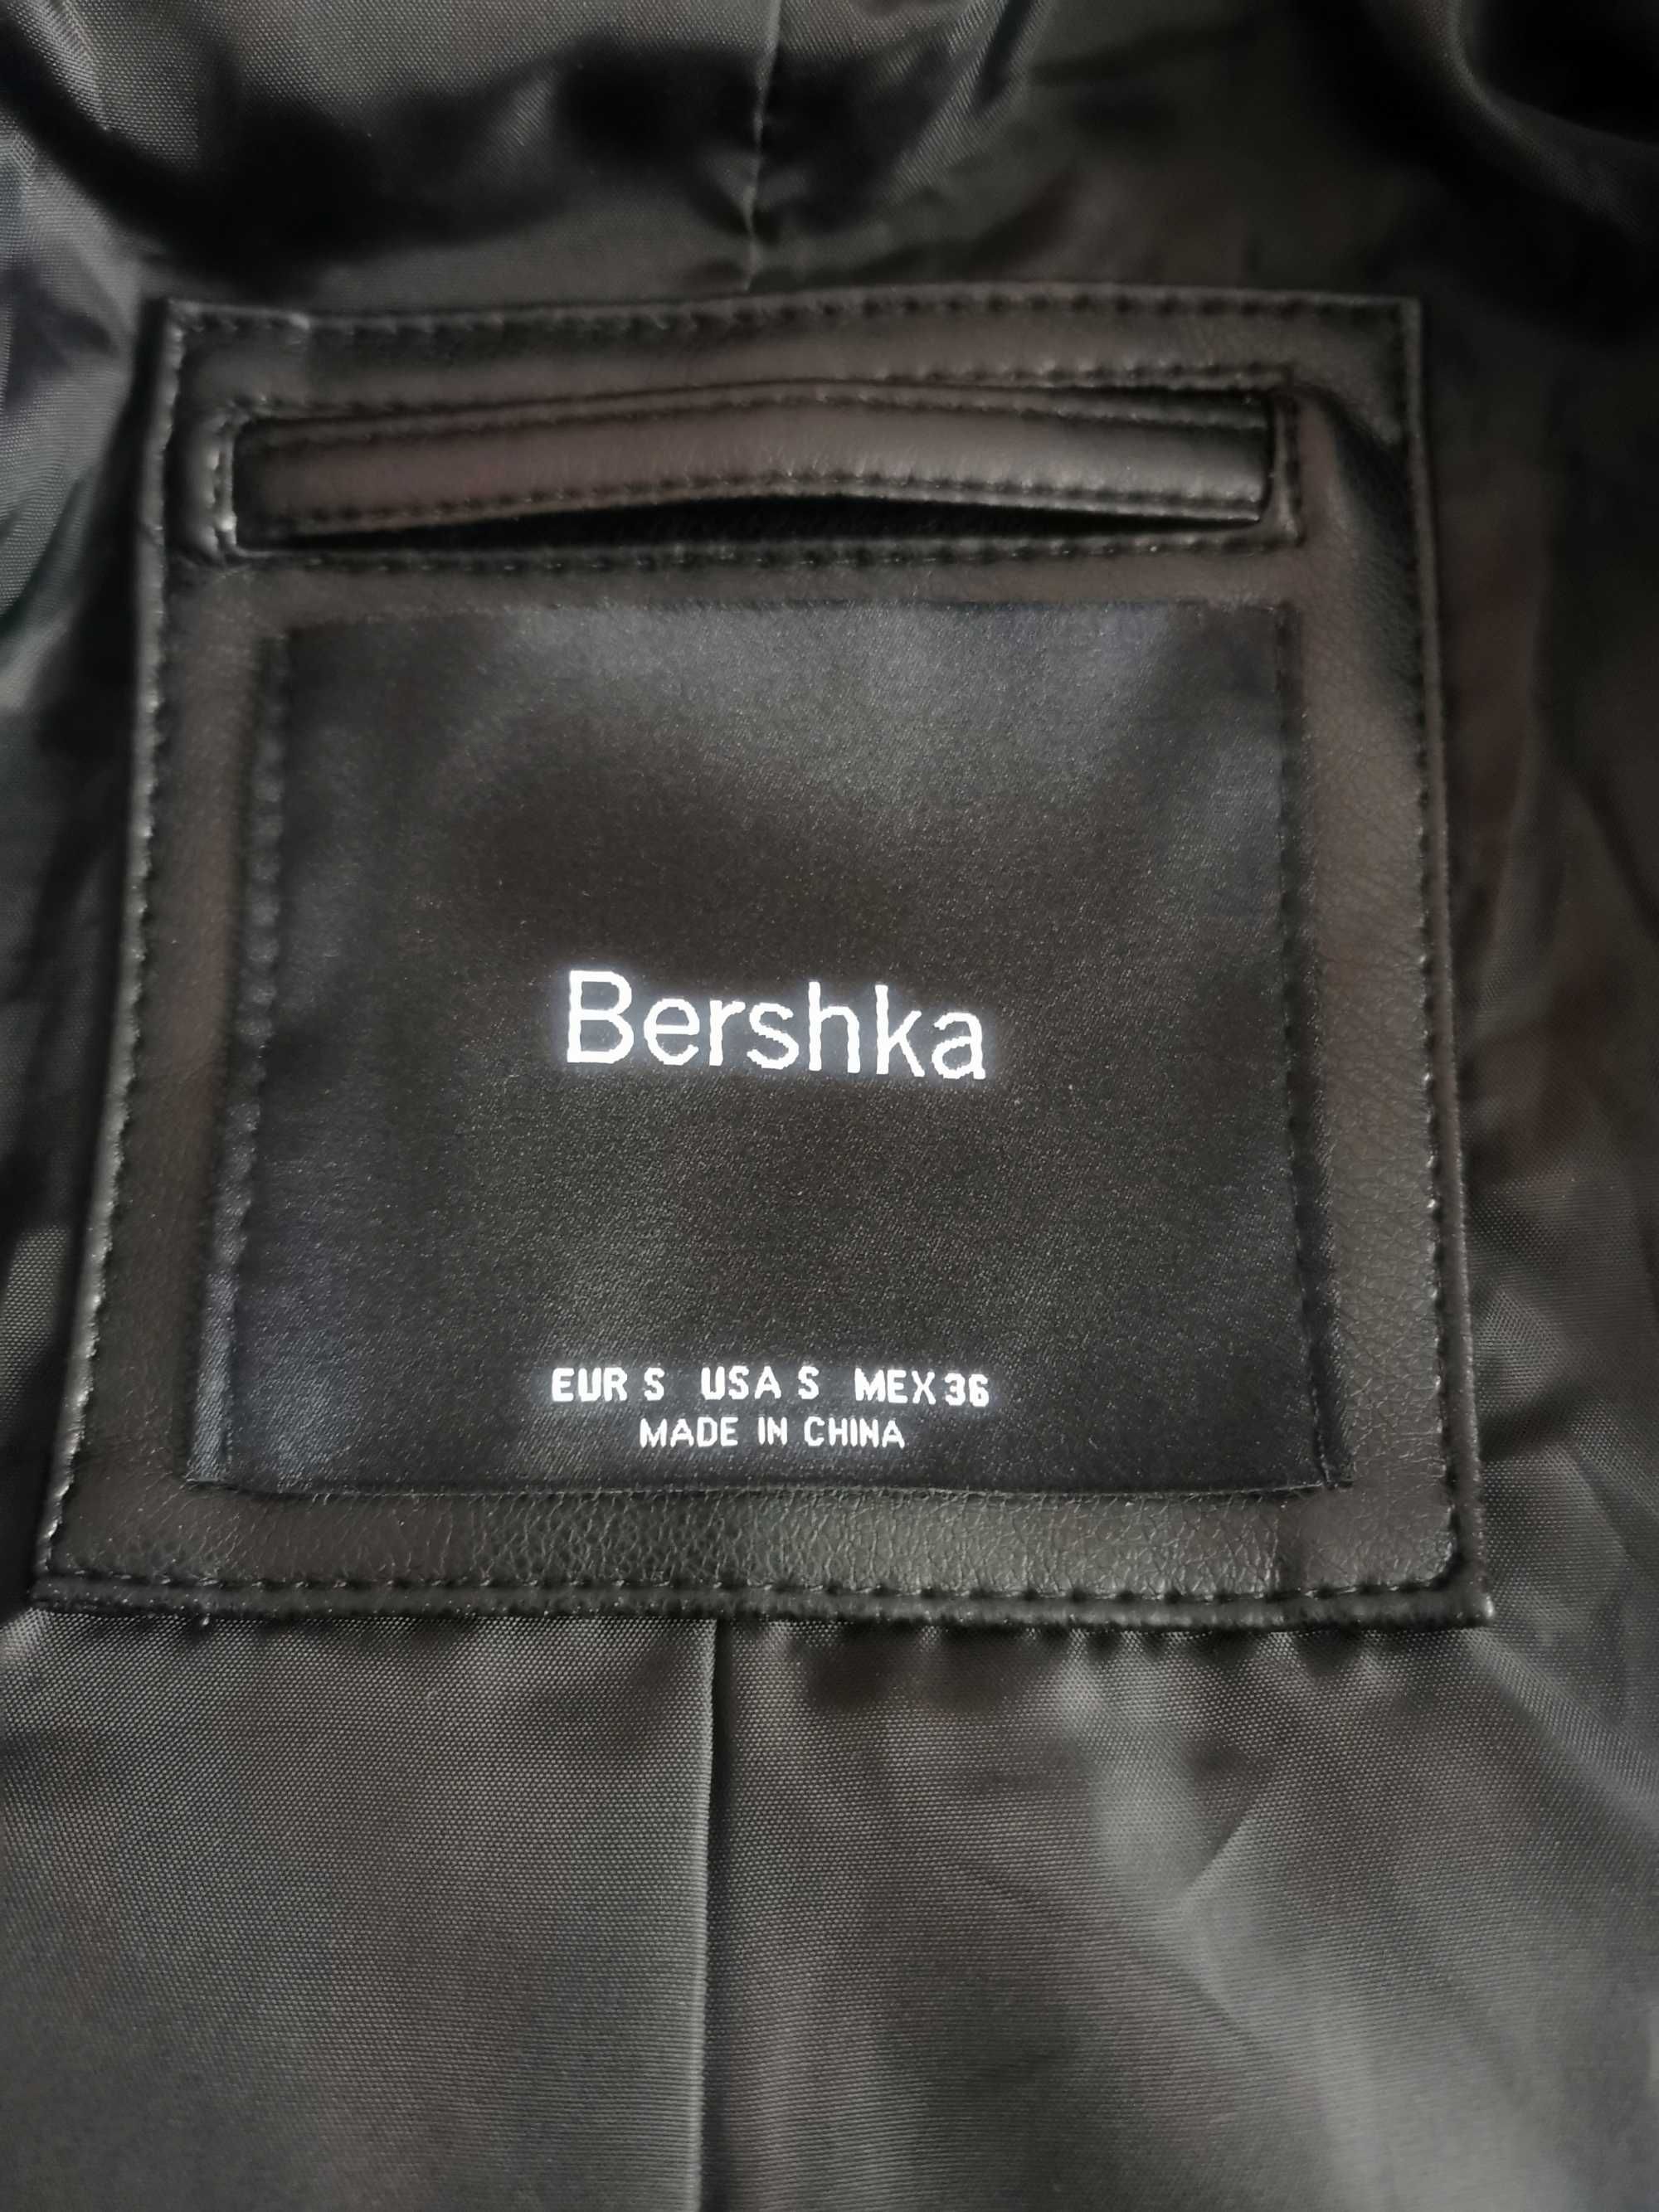 Bershka
EUR S USA S MEX 36
MADE IN CHINA